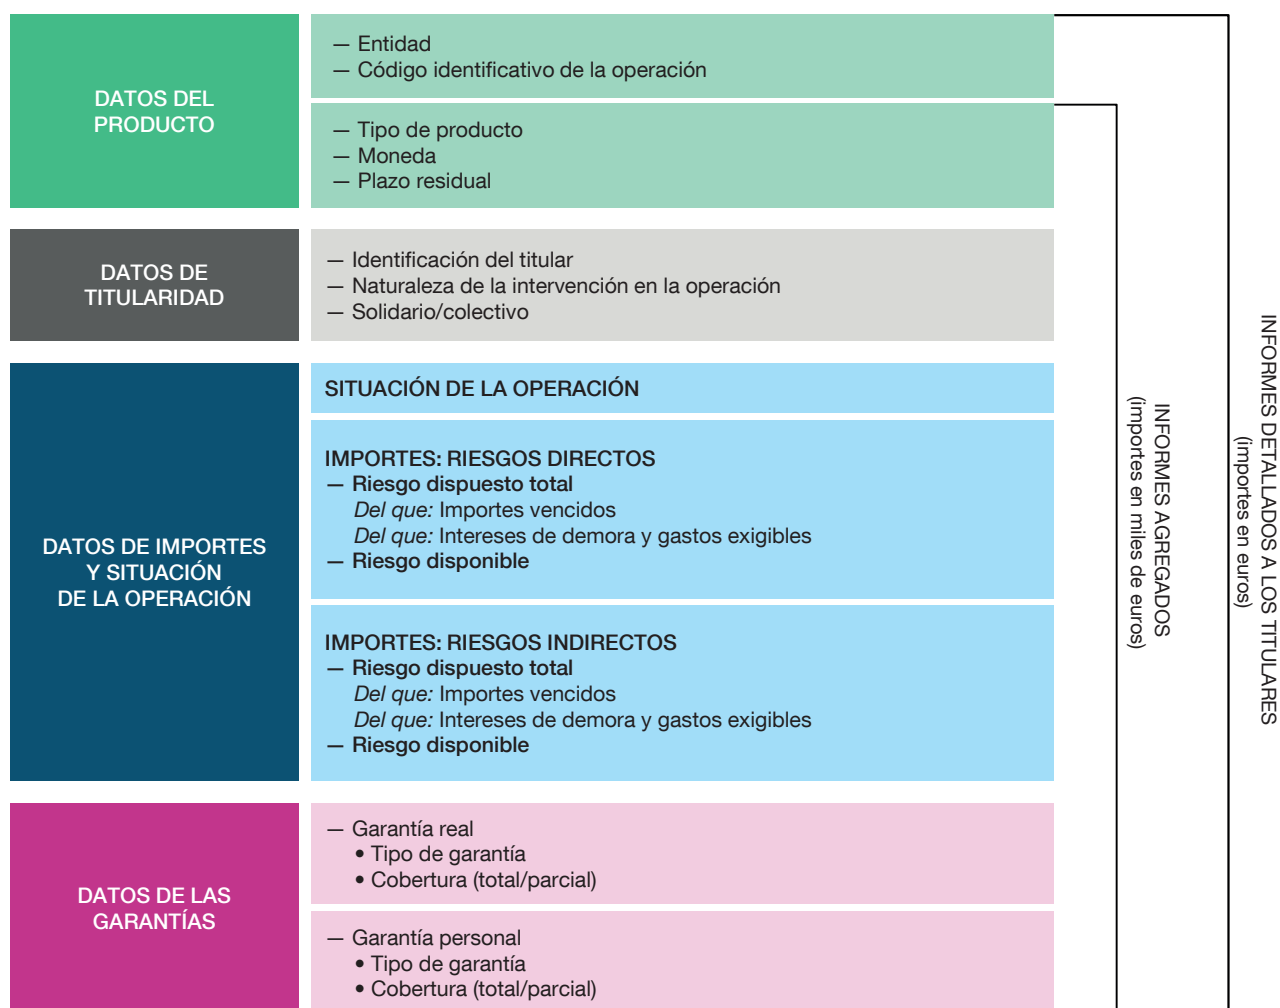 DATOS DEL
PRODUCTO
— Entidad
— Código identificativo de la operación
— Tipo de producto
— Moneda
— Plazo residual
DATOS DE
TITULARIDAD
— Identificación del titular
— Naturaleza de la intervención en la operación
— Solidario/colectivo
DATOS DE IMPORTES
Y SITUACIÓN
DE LA OPERACIÓN
SITUACIÓN DE LA OPERACIÓN
IMPORTES: RIESGOS DIRECTOS
— Riesgo dispuesto total
Del que: Importes vencidos
Del que: Intereses de demora y gastos exigibles
— Riesgo disponible
IMPORTES: RIESGOS INDIRECTOS
— Riesgo dispuesto total
Del que: Importes vencidos
Del que: Intereses de demora y gastos exigibles
— Riesgo disponible
DATOS DE LAS
GARANTÍAS
— Garantía real
• Tipo de garantía
• Cobertura (total/parcial)
— Garantía personal
• Tipo de garantía
• Cobertura (total/parcial)
INFORMES AGREGADOS
(importes en miles de euros)
INFORMES DETALLADOS A LOS TITULARES
(importes en euros)